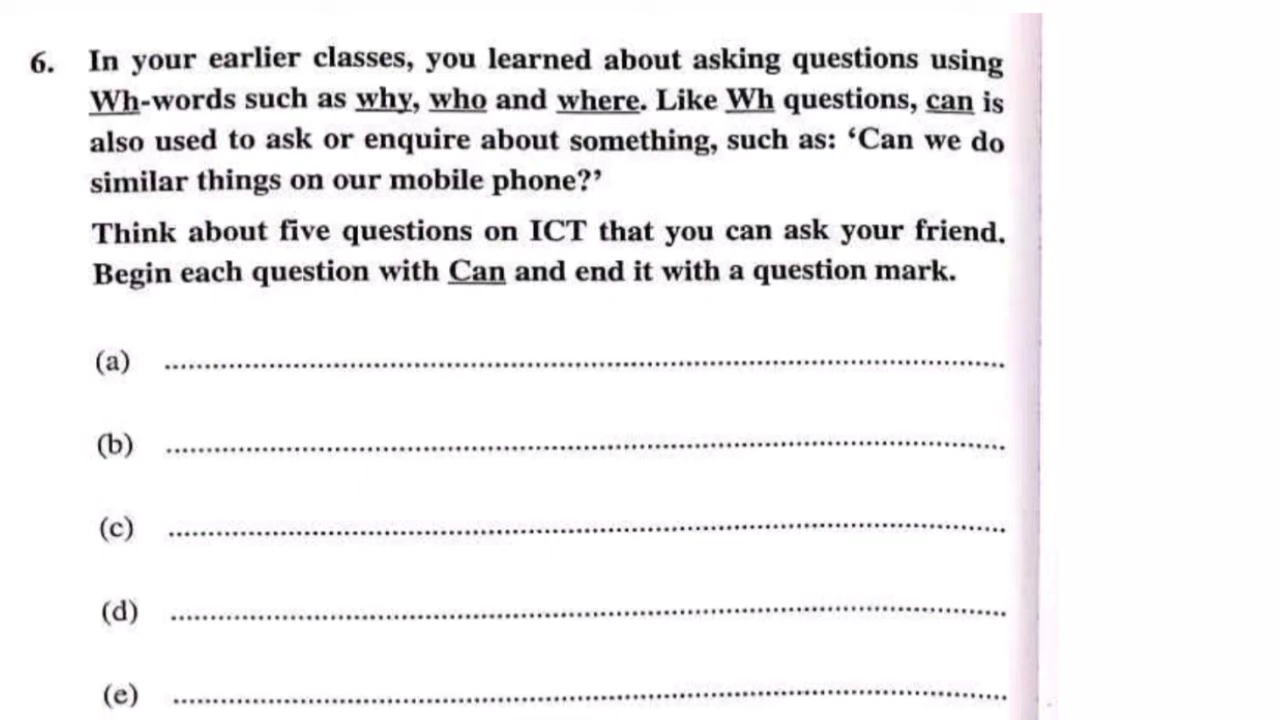 6. In your earlier classes, you learned about asking questions using
Wh-words such as why, who and where. Like Wh questions, can is
also used to ask or enquire about something, such as: ‘Can we do
similar things on our mobile phone?’
Think about five questions on ICT that you can ask your friend.
Begin each question with Can and end it with a question mark.
(a) ........................................................................
(b) ........................................................................
(c) ........................................................................
(d) ........................................................................
(e) ........................................................................